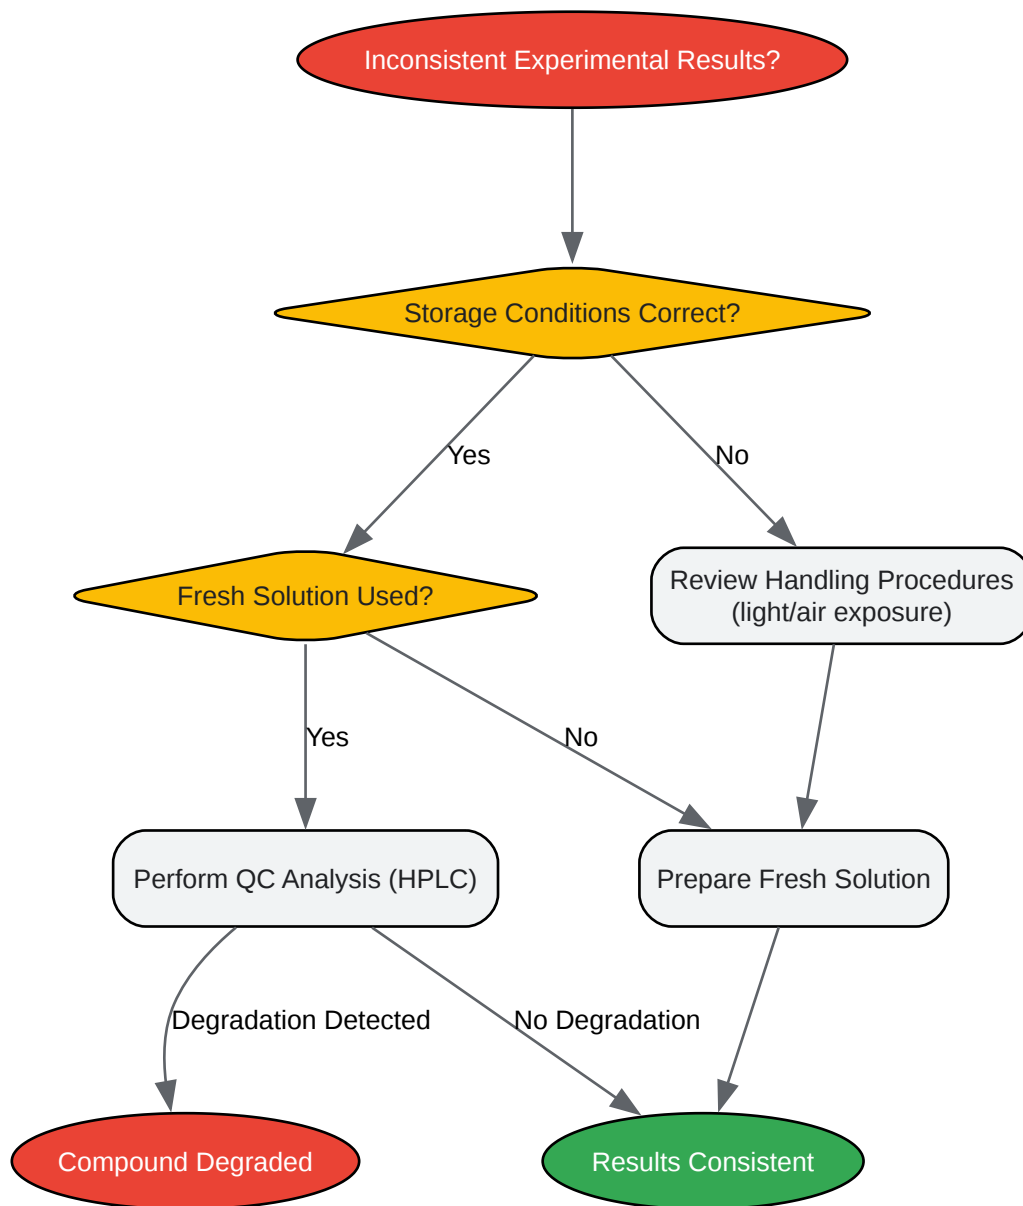 Inconsistent Experimental Results?
Storage Conditions Correct?
Yes
No
Fresh Solution Used?
Review Handling Procedures
(light/air exposure)
Yes
No
Perform QC Analysis (HPLC)
Prepare Fresh Solution
Degradation Detected
No Degradation
Compound Degraded
Results Consistent